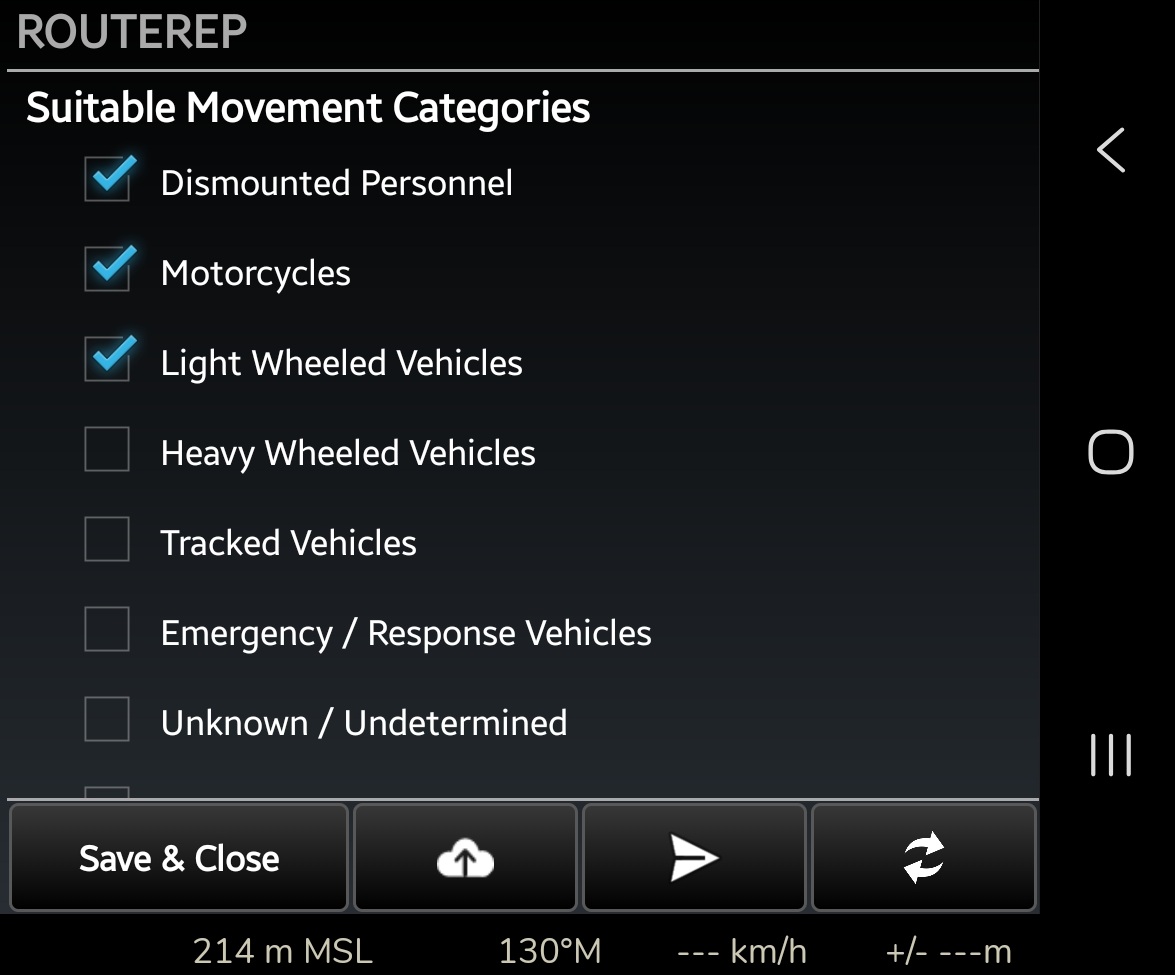 ROUTEREP
Suitable Movement Categories
Dismounted Personnel
Motorcycles
Light Wheeled Vehicles
Heavy Wheeled Vehicles
Tracked Vehicles
Emergency / Response Vehicles
Unknown / Undetermined
Save & Close
214 m MSL 130°M --- km/h +/- ---m